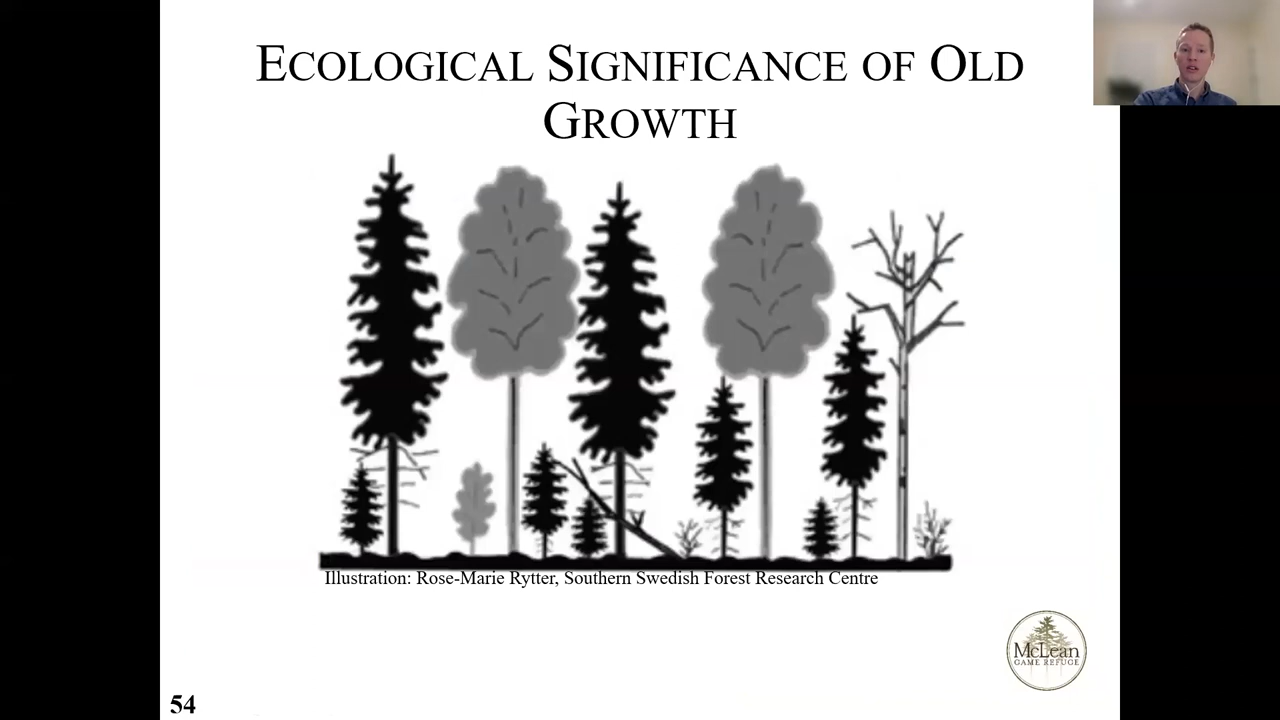 ECOLOGICAL SIGNIFICANCE OF OLD
GROWTH
Illustration: Rose-Marie Rytter, Southern Swedish Forest Research Centre
McLean
GAME REFUGE
54